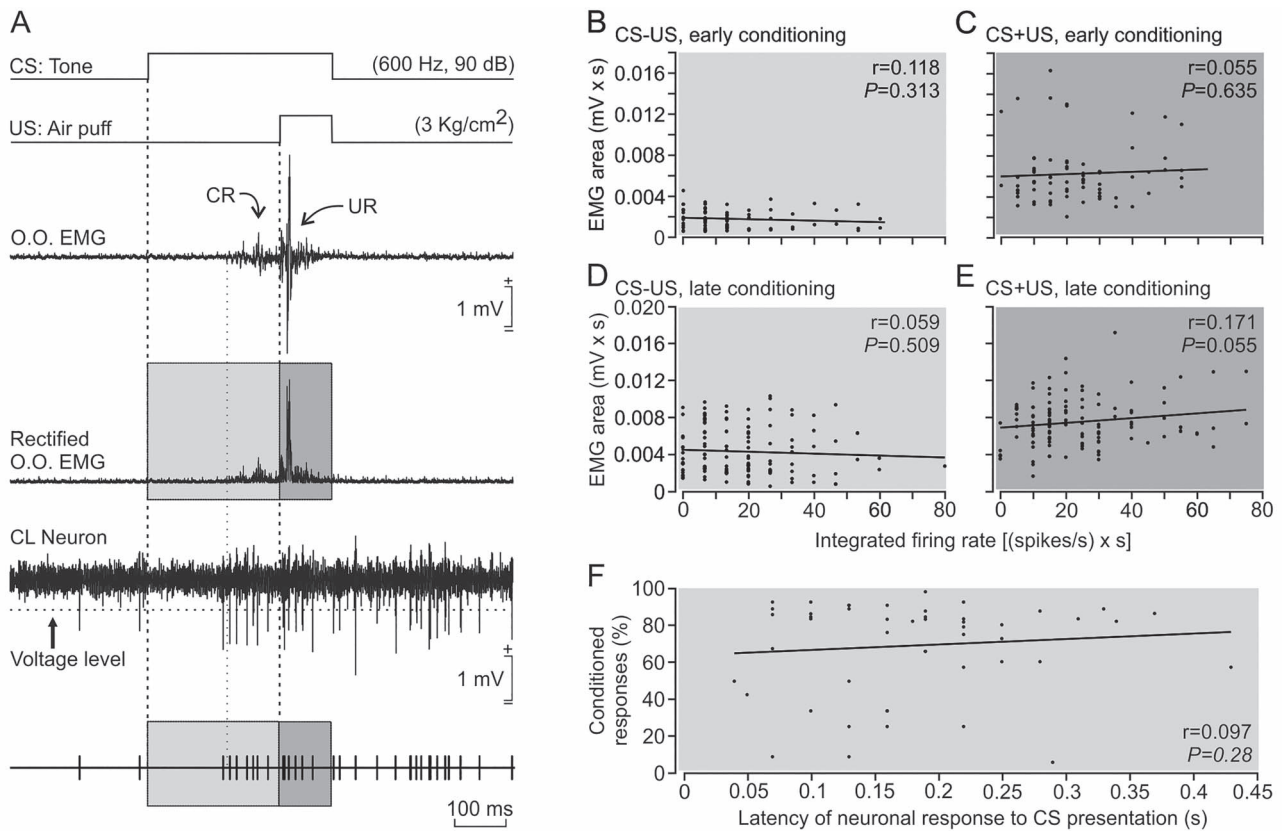 A
CS: Tone
(600 Hz, 90 dB)
US: Air puff
(3 Kg/cm²)
CR
UR
O.O. EMG
+
1 mV
=
Rectified
O.O. EMG
CL Neuron
Voltage level
+
1 mV
=
100 ms
B
CS-US, early conditioning
r=0.118
P=0.313
EMG area (mV x s)
0.016
0.012
0.008
0.004
0
0 20 40 60 80
C
CS+US, early conditioning
r=0.055
P=0.635
D
CS-US, late conditioning
r=0.059
P=0.509
EMG area (mV x s)
0.020
0.016
0.012
0.008
0.004
0
0 20 40 60 80
E
CS+US, late conditioning
r=0.171
P=0.055
0 20 40 60 80
Integrated firing rate [(spikes/s) x s]
F
Conditioned
responses (%)
100
80
60
40
20
0
r=0.097
P=0.28
0 0.05 0.1 0.15 0.2 0.25 0.3 0.35 0.4 0.45
Latency of neuronal response to CS presentation (s)